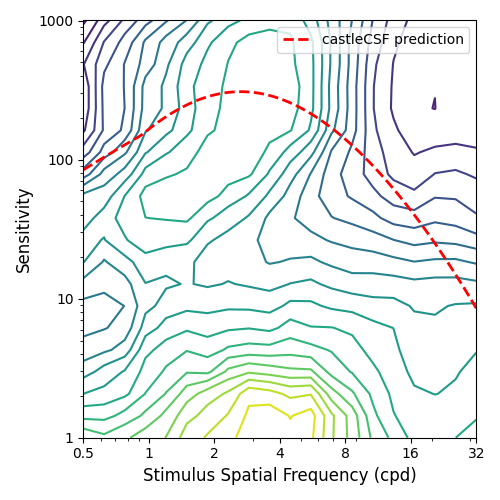 castleCSF prediction
1000
100
10
1
Sensitivity
0.5 1 2 4 8 16 32
Stimulus Spatial Frequency (cpd)